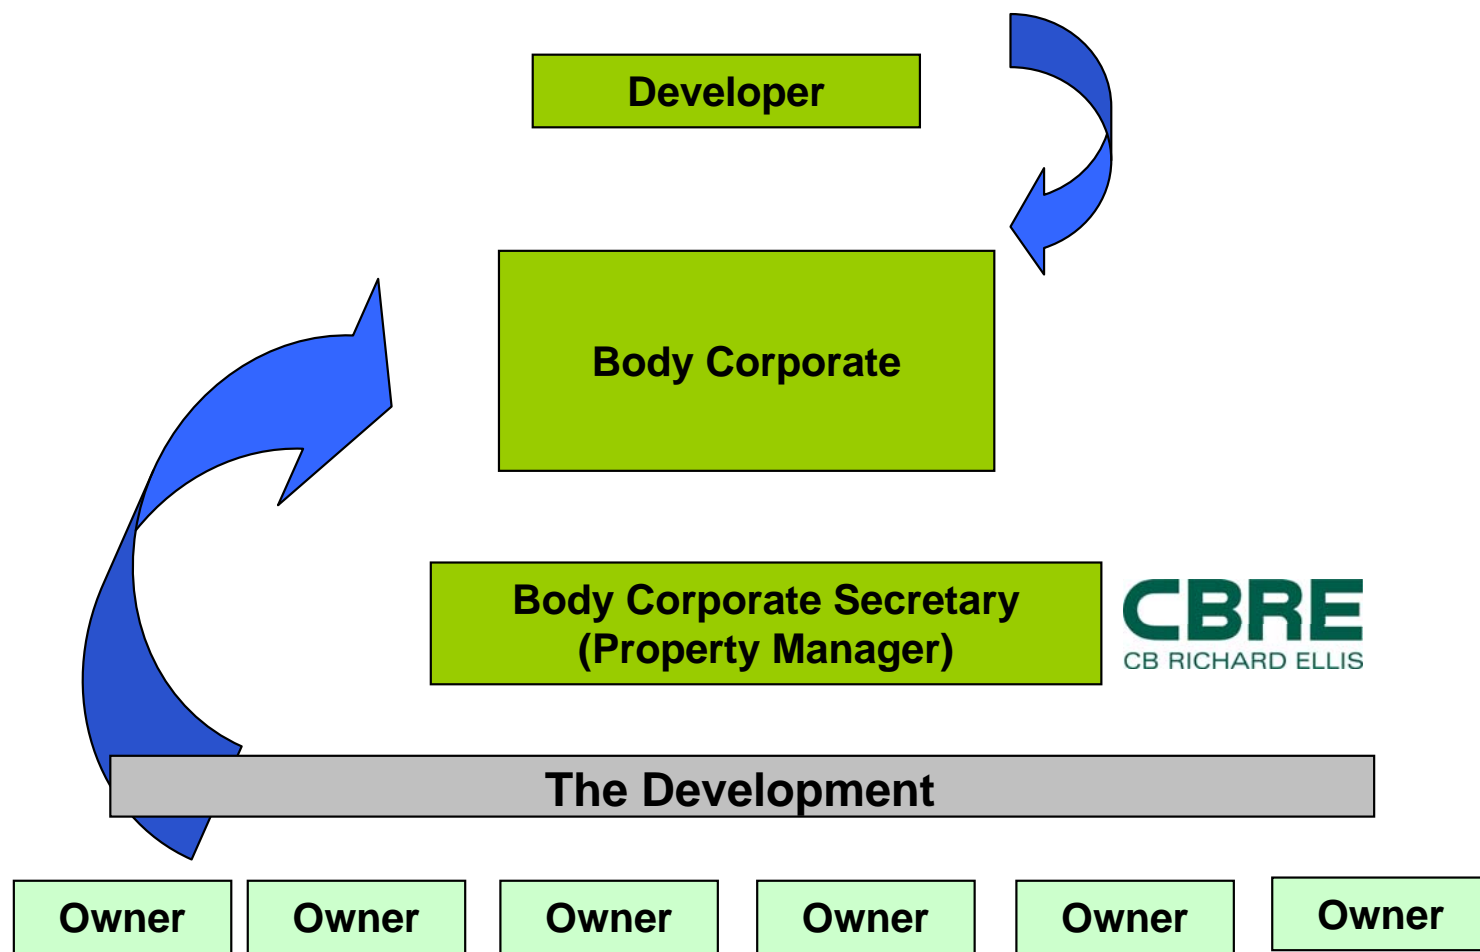 Developer
Body Corporate
Body Corporate Secretary
(Property Manager)
CBRE
CB RICHARD ELLIS
The Development
Owner
Owner
Owner
Owner
Owner
Owner